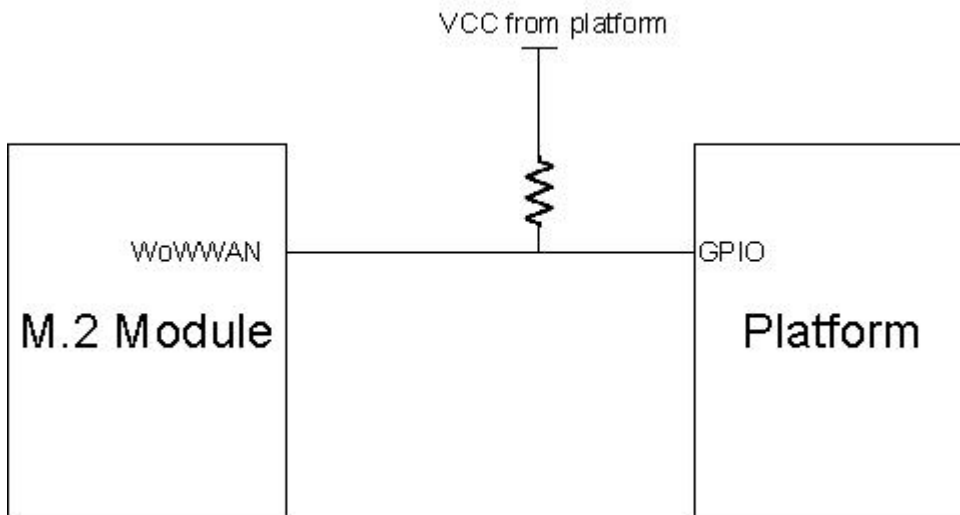 VCC from platform
WoWWAN
GPIO
M.2 Module
Platform